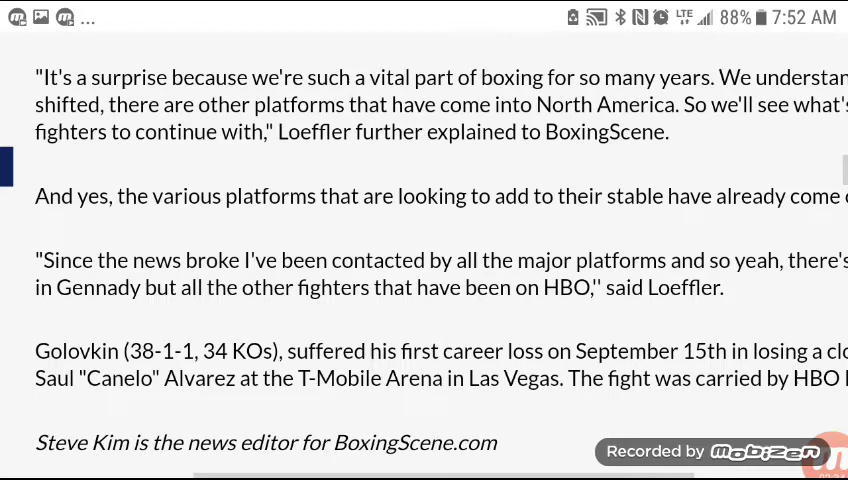 ... LTE 88% 7:52 AM
"It's a surprise because we're such a vital part of boxing for so many years. We
shifted, there are other platforms that have come into North America. So we'll see
fighters to continue with," Loeffler further explained to BoxingScene.
And yes, the various platforms that are looking to add to their stable have already come
"Since the news broke I've been contacted by all the major platforms and so yeah, there's
in Gennady but all the other fighters that have been on HBO,'' said Loeffler.
Golovkin (38-1-1, 34 KOs), suffered his first career loss on September 15th in losing a
Saul "Canelo" Alvarez at the T-Mobile Arena in Las Vegas. The fight was carried by HBO
Steve Kim is the news editor for BoxingScene.com
Recorded by mobizen